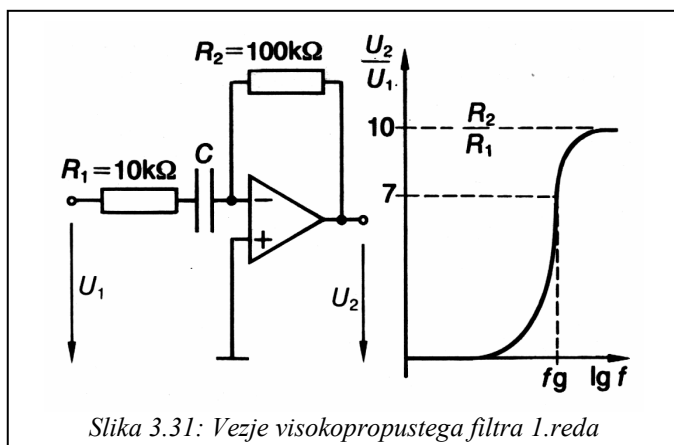 R₂=100kΩ
R₁=10kΩ
C
−
+
U₁
U₂
U₂
U₁
10
R₂
R₁
7
fg
lg f
Slika 3.31: Vezje visokopropustega filtra 1.reda